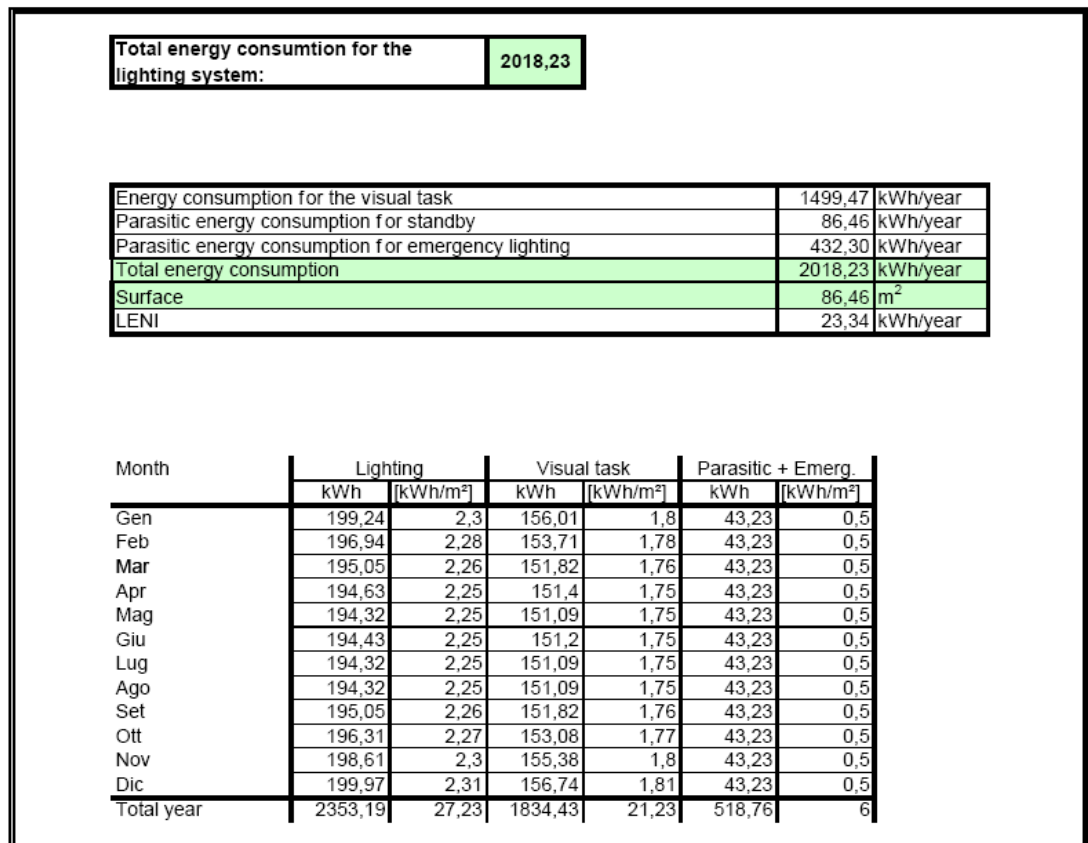 Total energy consumtion for the
lighting system:
2018,23
Energy consumption for the visual task 1499,47 kWh/year
Parasitic energy consumption for standby 86,46 kWh/year
Parasitic energy consumption for emergency lighting 432,30 kWh/year
Total energy consumption 2018,23 kWh/year
Surface 86,46 m²
LENI 23,34 kWh/year
Month Lighting Visual task Parasitic + Emerg.
kWh [kWh/m²] kWh [kWh/m²] kWh [kWh/m²]
Gen 199,24 2,3 156,01 1,8 43,23 0,5
Feb 196,94 2,28 153,71 1,78 43,23 0,5
Mar 195,05 2,26 151,82 1,76 43,23 0,5
Apr 194,63 2,25 151,4 1,75 43,23 0,5
Mag 194,32 2,25 151,09 1,75 43,23 0,5
Giu 194,43 2,25 151,2 1,75 43,23 0,5
Lug 194,32 2,25 151,09 1,75 43,23 0,5
Ago 194,32 2,25 151,09 1,75 43,23 0,5
Set 195,05 2,26 151,82 1,76 43,23 0,5
Ott 196,31 2,27 153,08 1,77 43,23 0,5
Nov 198,61 2,3 155,38 1,8 43,23 0,5
Dic 199,97 2,31 156,74 1,81 43,23 0,5
Total year 2353,19 27,23 1834,43 21,23 518,76 6